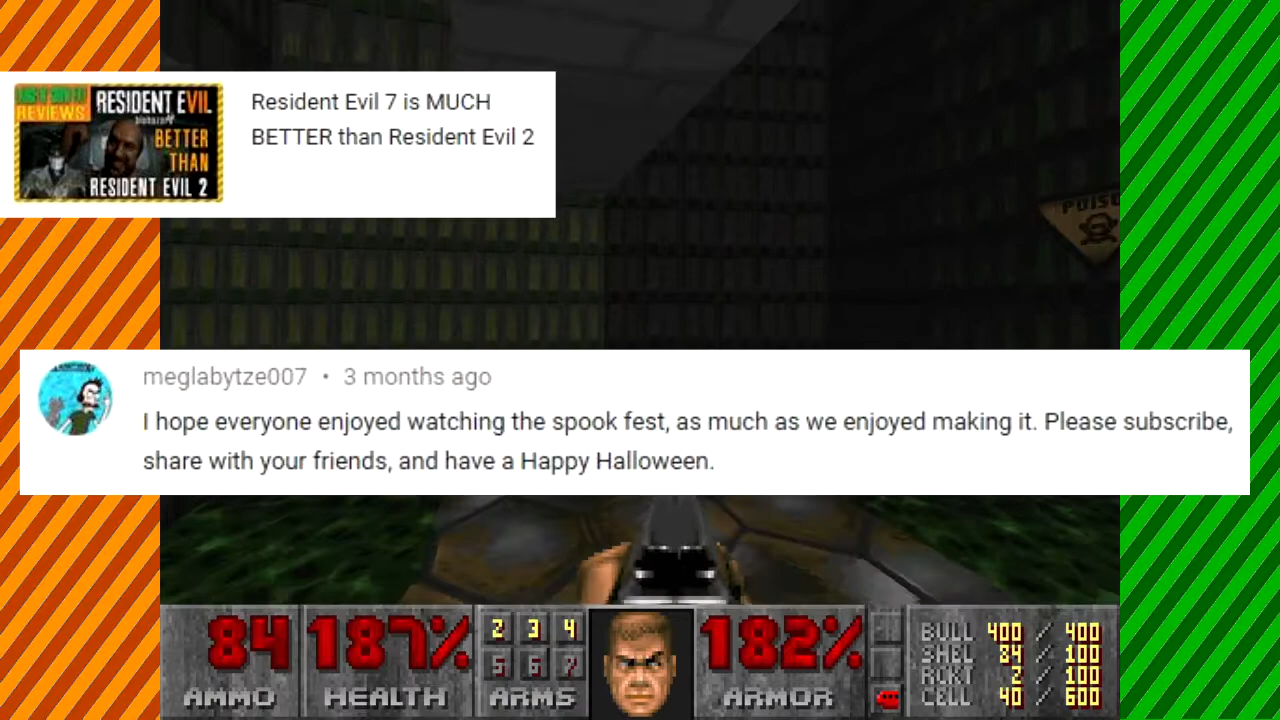 REVIEWS
RESIDENT EVIL
biohazard
BETTER
THAN
RESIDENT EVIL 2
Resident Evil 7 is MUCH
BETTER than Resident Evil 2
meglabytze007 • 3 months ago
I hope everyone enjoyed watching the spook fest, as much as we enjoyed making it. Please subscribe,
share with your friends, and have a Happy Halloween.
84 187% 2 3 4 182% BULL 400 / 400
SHEL 84 / 100
5 6 7 RCKT 2 / 100
AMMO HEALTH ARMS ARMOR CELL 40 / 600